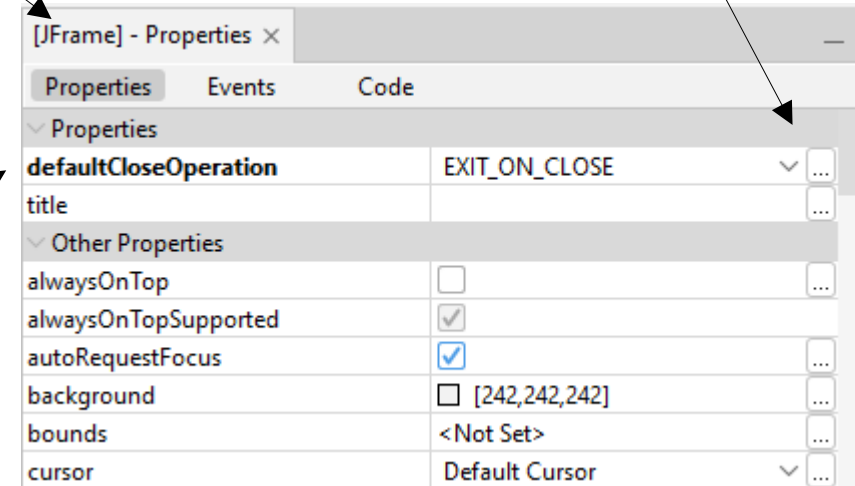 [JFrame] - Properties ×
Properties Events Code
Properties
defaultCloseOperation EXIT_ON_CLOSE ...
title ...
Other Properties
alwaysOnTop ...
alwaysOnTopSupported
autoRequestFocus ...
background [242,242,242] ...
bounds <Not Set> ...
cursor Default Cursor ...